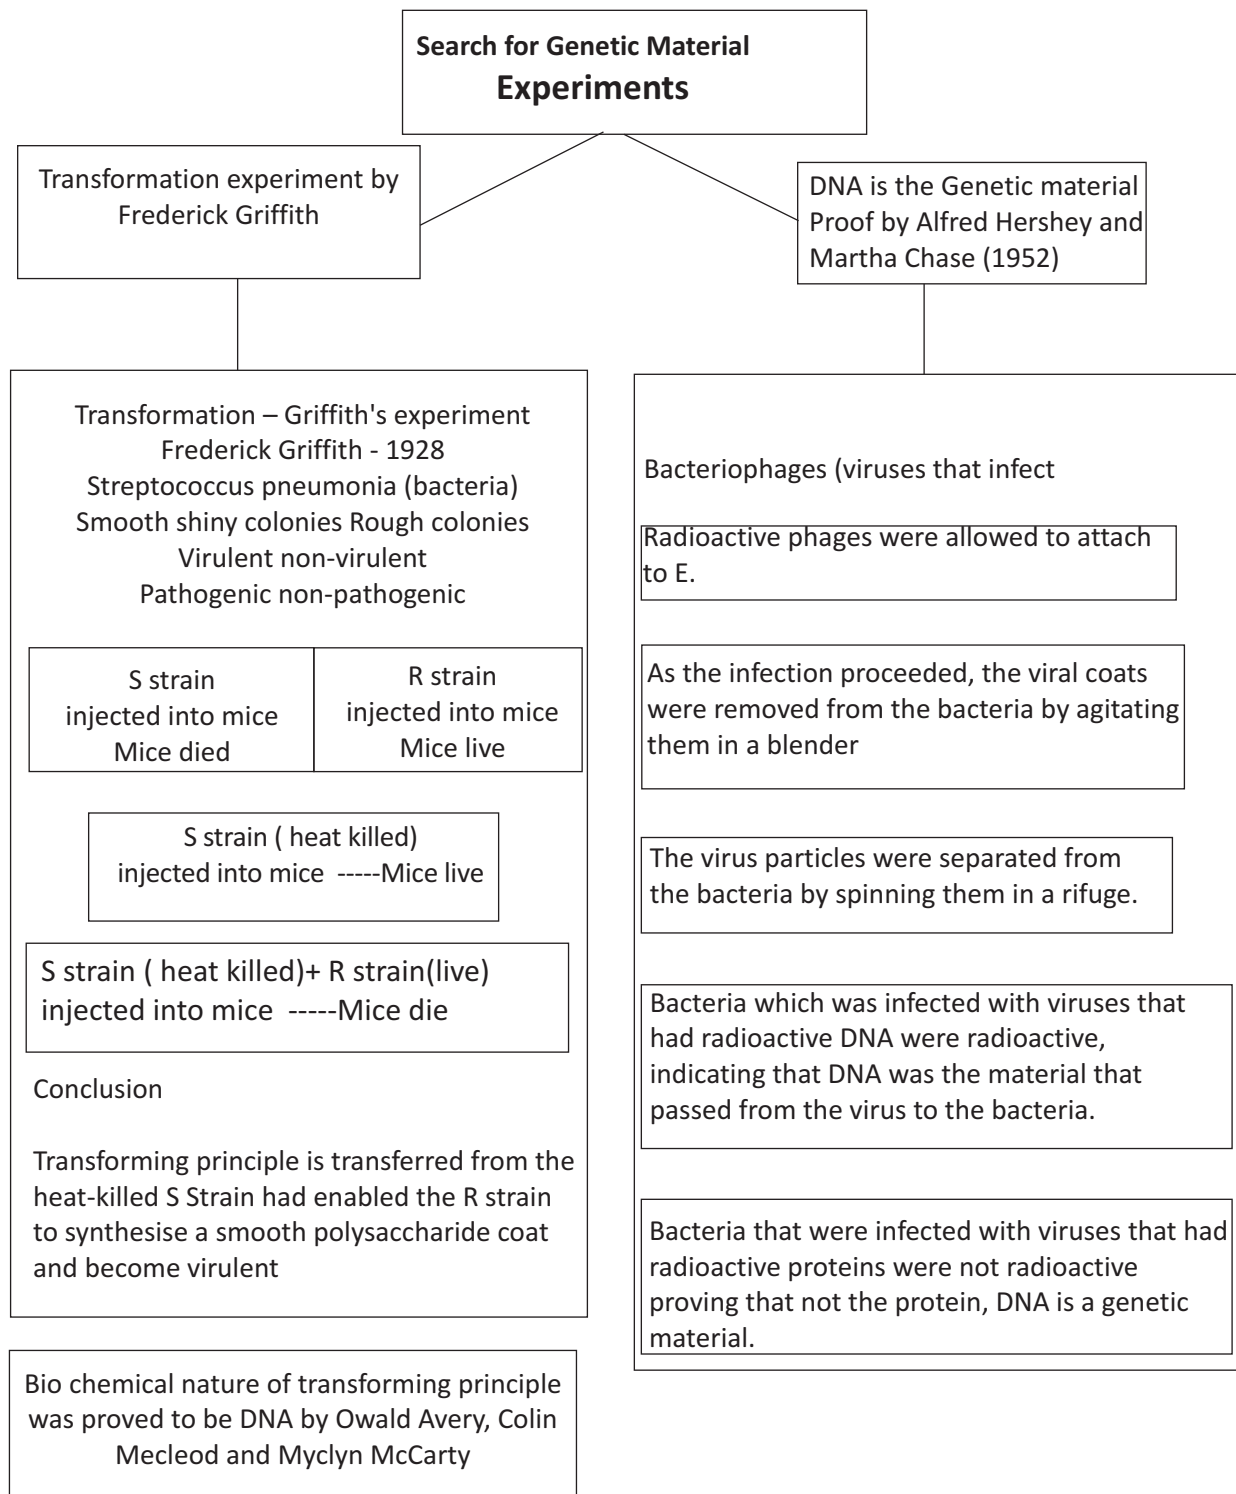 Search for Genetic Material
Experiments
Transformation experiment by
Frederick Griffith
DNA is the Genetic material
Proof by Alfred Hershey and
Martha Chase (1952)
Transformation – Griffith's experiment
Frederick Griffith - 1928
Streptococcus pneumonia (bacteria)
Smooth shiny colonies Rough colonies
Virulent non-virulent
Pathogenic non-pathogenic
S strain
injected into mice
Mice died
R strain
injected into mice
Mice live
S strain ( heat killed)
injected into mice -----Mice live
S strain ( heat killed)+ R strain(live)
injected into mice -----Mice die
Conclusion
Transforming principle is transferred from the
heat-killed S Strain had enabled the R strain
to synthesise a smooth polysaccharide coat
and become virulent
Bio chemical nature of transforming principle
was proved to be DNA by Owald Avery, Colin
Mecleod and Myclyn McCarty
Bacteriophages (viruses that infect
Radioactive phages were allowed to attach
to E.
As the infection proceeded, the viral coats
were removed from the bacteria by agitating
them in a blender
The virus particles were separated from
the bacteria by spinning them in a rifuge.
Bacteria which was infected with viruses that
had radioactive DNA were radioactive,
indicating that DNA was the material that
passed from the virus to the bacteria.
Bacteria that were infected with viruses that had
radioactive proteins were not radioactive
proving that not the protein, DNA is a genetic
material.